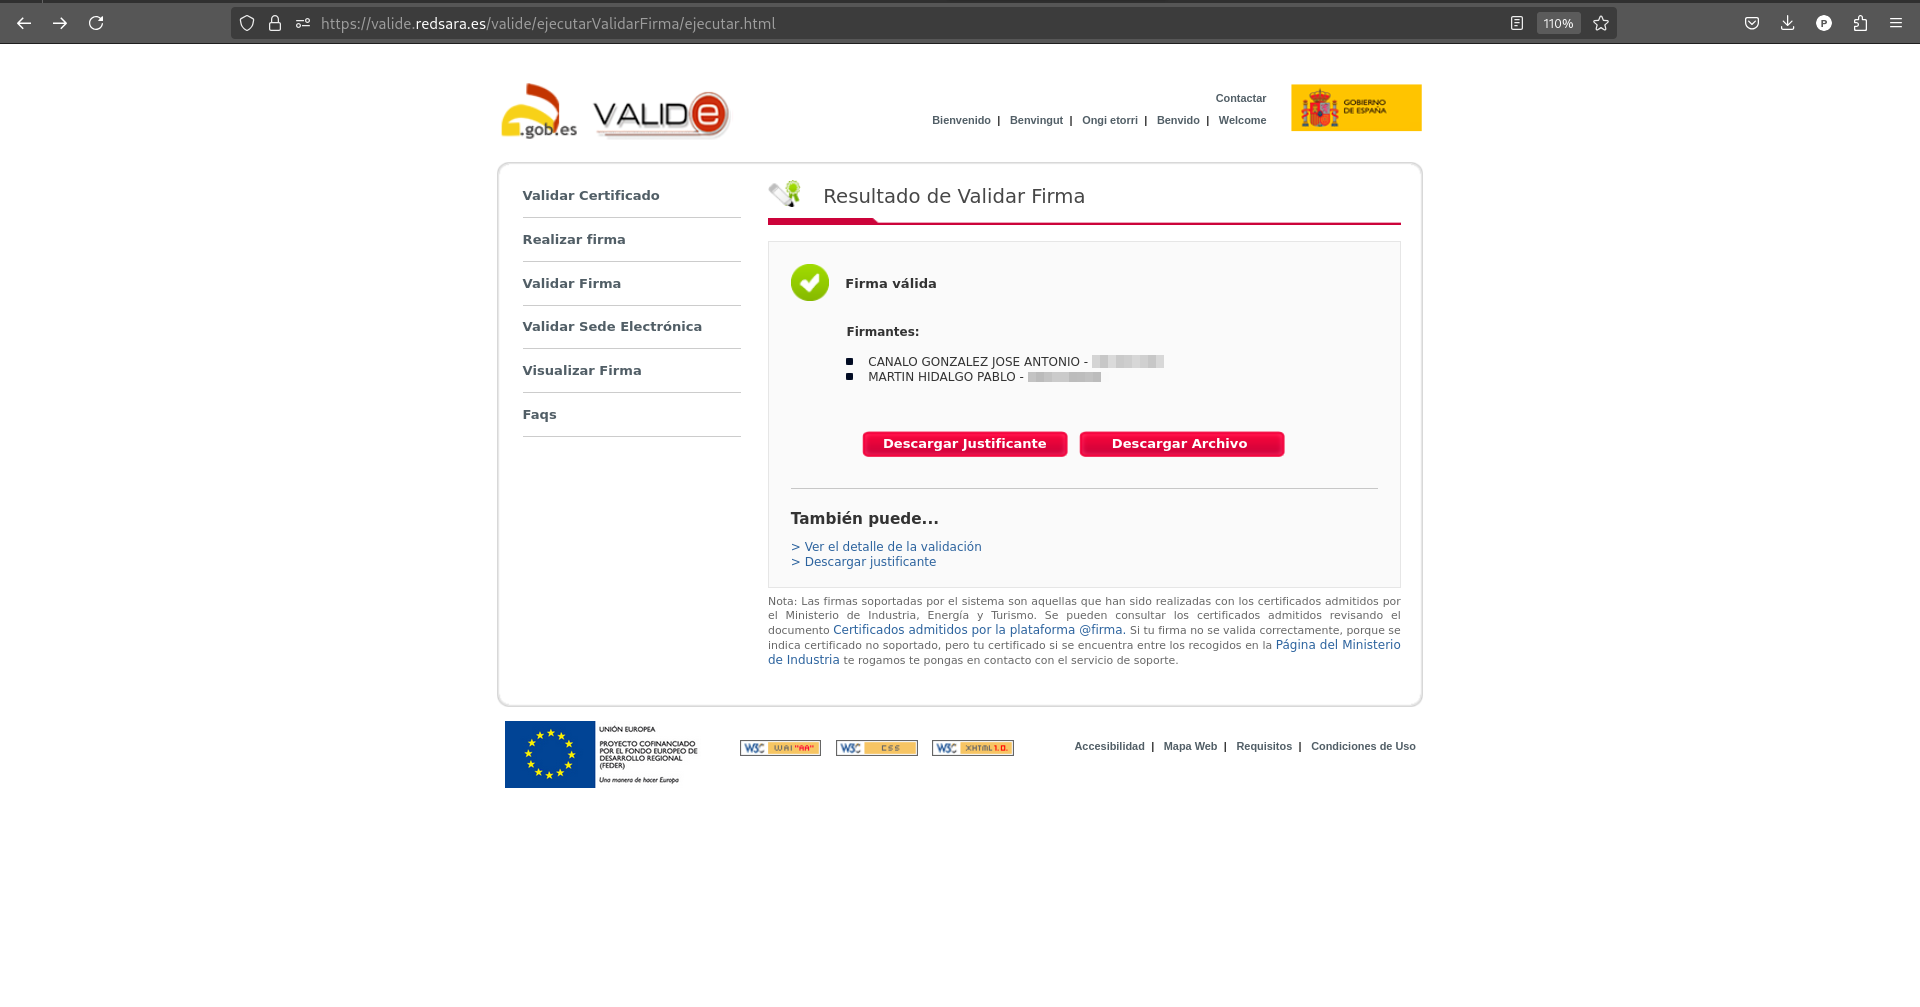 https://valide.redsara.es/valide/ejecutarValidarFirma/ejecutar.html
110%
P
.gob.es
VALIDe
Contactar
Bienvenido | Benvingut | Ongi etorri | Benvido | Welcome
GOBIERNO
DE ESPAÑA
Validar Certificado
Realizar firma
Validar Firma
Validar Sede Electrónica
Visualizar Firma
Faqs
Resultado de Validar Firma
Firma válida
Firmantes:
CANALO GONZALEZ JOSE ANTONIO -
MARTIN HIDALGO PABLO -
Descargar Justificante
Descargar Archivo
También puede...
> Ver el detalle de la validación
> Descargar justificante
Nota: Las firmas soportadas por el sistema son aquellas que han sido realizadas con los certificados admitidos por
el Ministerio de Industria, Energía y Turismo. Se pueden consultar los certificados admitidos revisando el
documento Certificados admitidos por la plataforma @firma. Si tu firma no se valida correctamente, porque se
indica certificado no soportado, pero tu certificado si se encuentra entre los recogidos en la Página del Ministerio
de Industria te rogamos te pongas en contacto con el servicio de soporte.
UNIÓN EUROPEA
PROYECTO COFINANCIADO
POR EL FONDO EUROPEO DE
DESARROLLO REGIONAL
(FEDER)
Una manera de hacer Europa
W3C WAI "AA"
W3C CSS
W3C XHTML 1.0.
Accesibilidad | Mapa Web | Requisitos | Condiciones de Uso